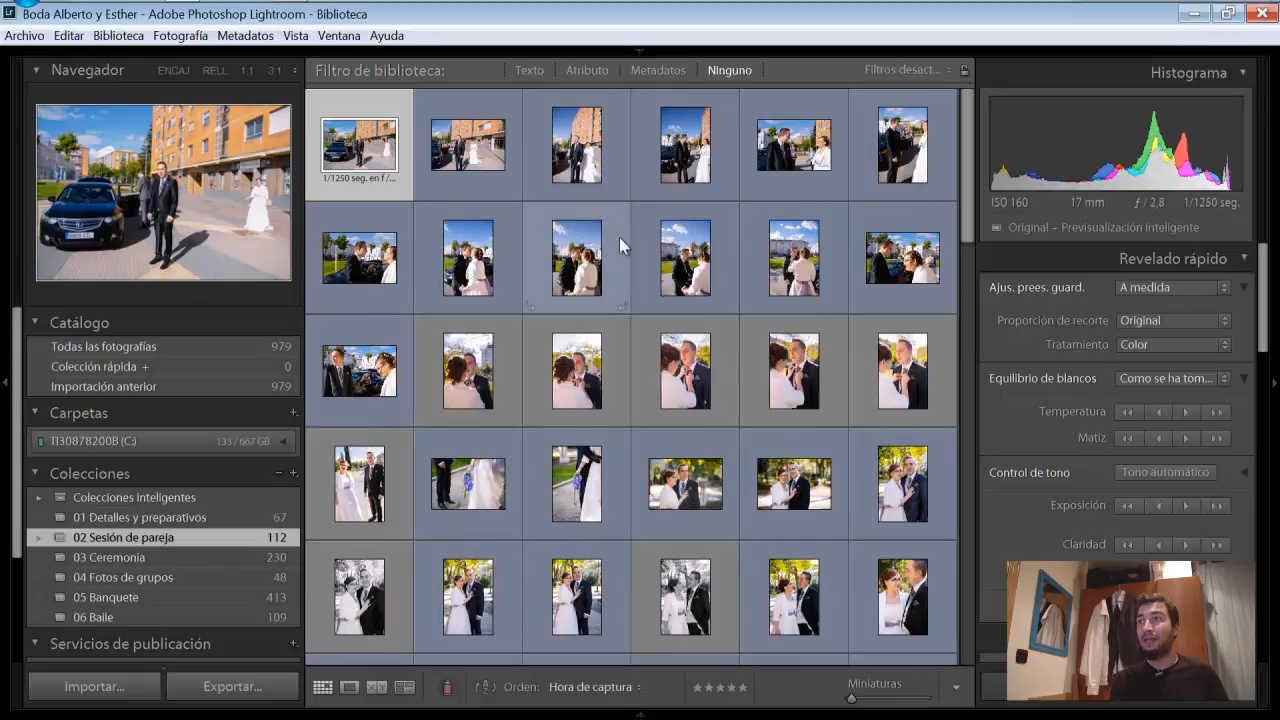 Boda Alberto y Esther - Adobe Photoshop Lightroom - Biblioteca
Archivo Editar Biblioteca Fotografía Metadatos Vista Ventana Ayuda
Navegador ENCAJ RELL. 1:1 3:1
Filtro de biblioteca: Texto Atributo Metadatos Ninguno Filtros desact...
Histograma
1/1250 seg. en f /...
ISO 160 17 mm ƒ / 2,8 1/1250 seg.
Original + Previsualización inteligente
Revelado rápido
Ajus. prees. guard. A medida
Proporción de recorte Original
Tratamiento Color
Equilibrio de blancos Como se ha tom...
Temperatura
Matiz
Control de tono Tono automático
Exposición
Claridad
Catálogo
Todas las fotografías 979
Colección rápida + 0
Importación anterior 979
Carpetas
TI30878200B (C:) 133 / 667 GB
Colecciones
Colecciones inteligentes
01 Detalles y preparativos 67
02 Sesión de pareja 112
03 Ceremonia 230
04 Fotos de grupos 48
05 Banquete 413
06 Baile 109
Servicios de publicación
Importar... Exportar...
Orden: Hora de captura
Miniaturas